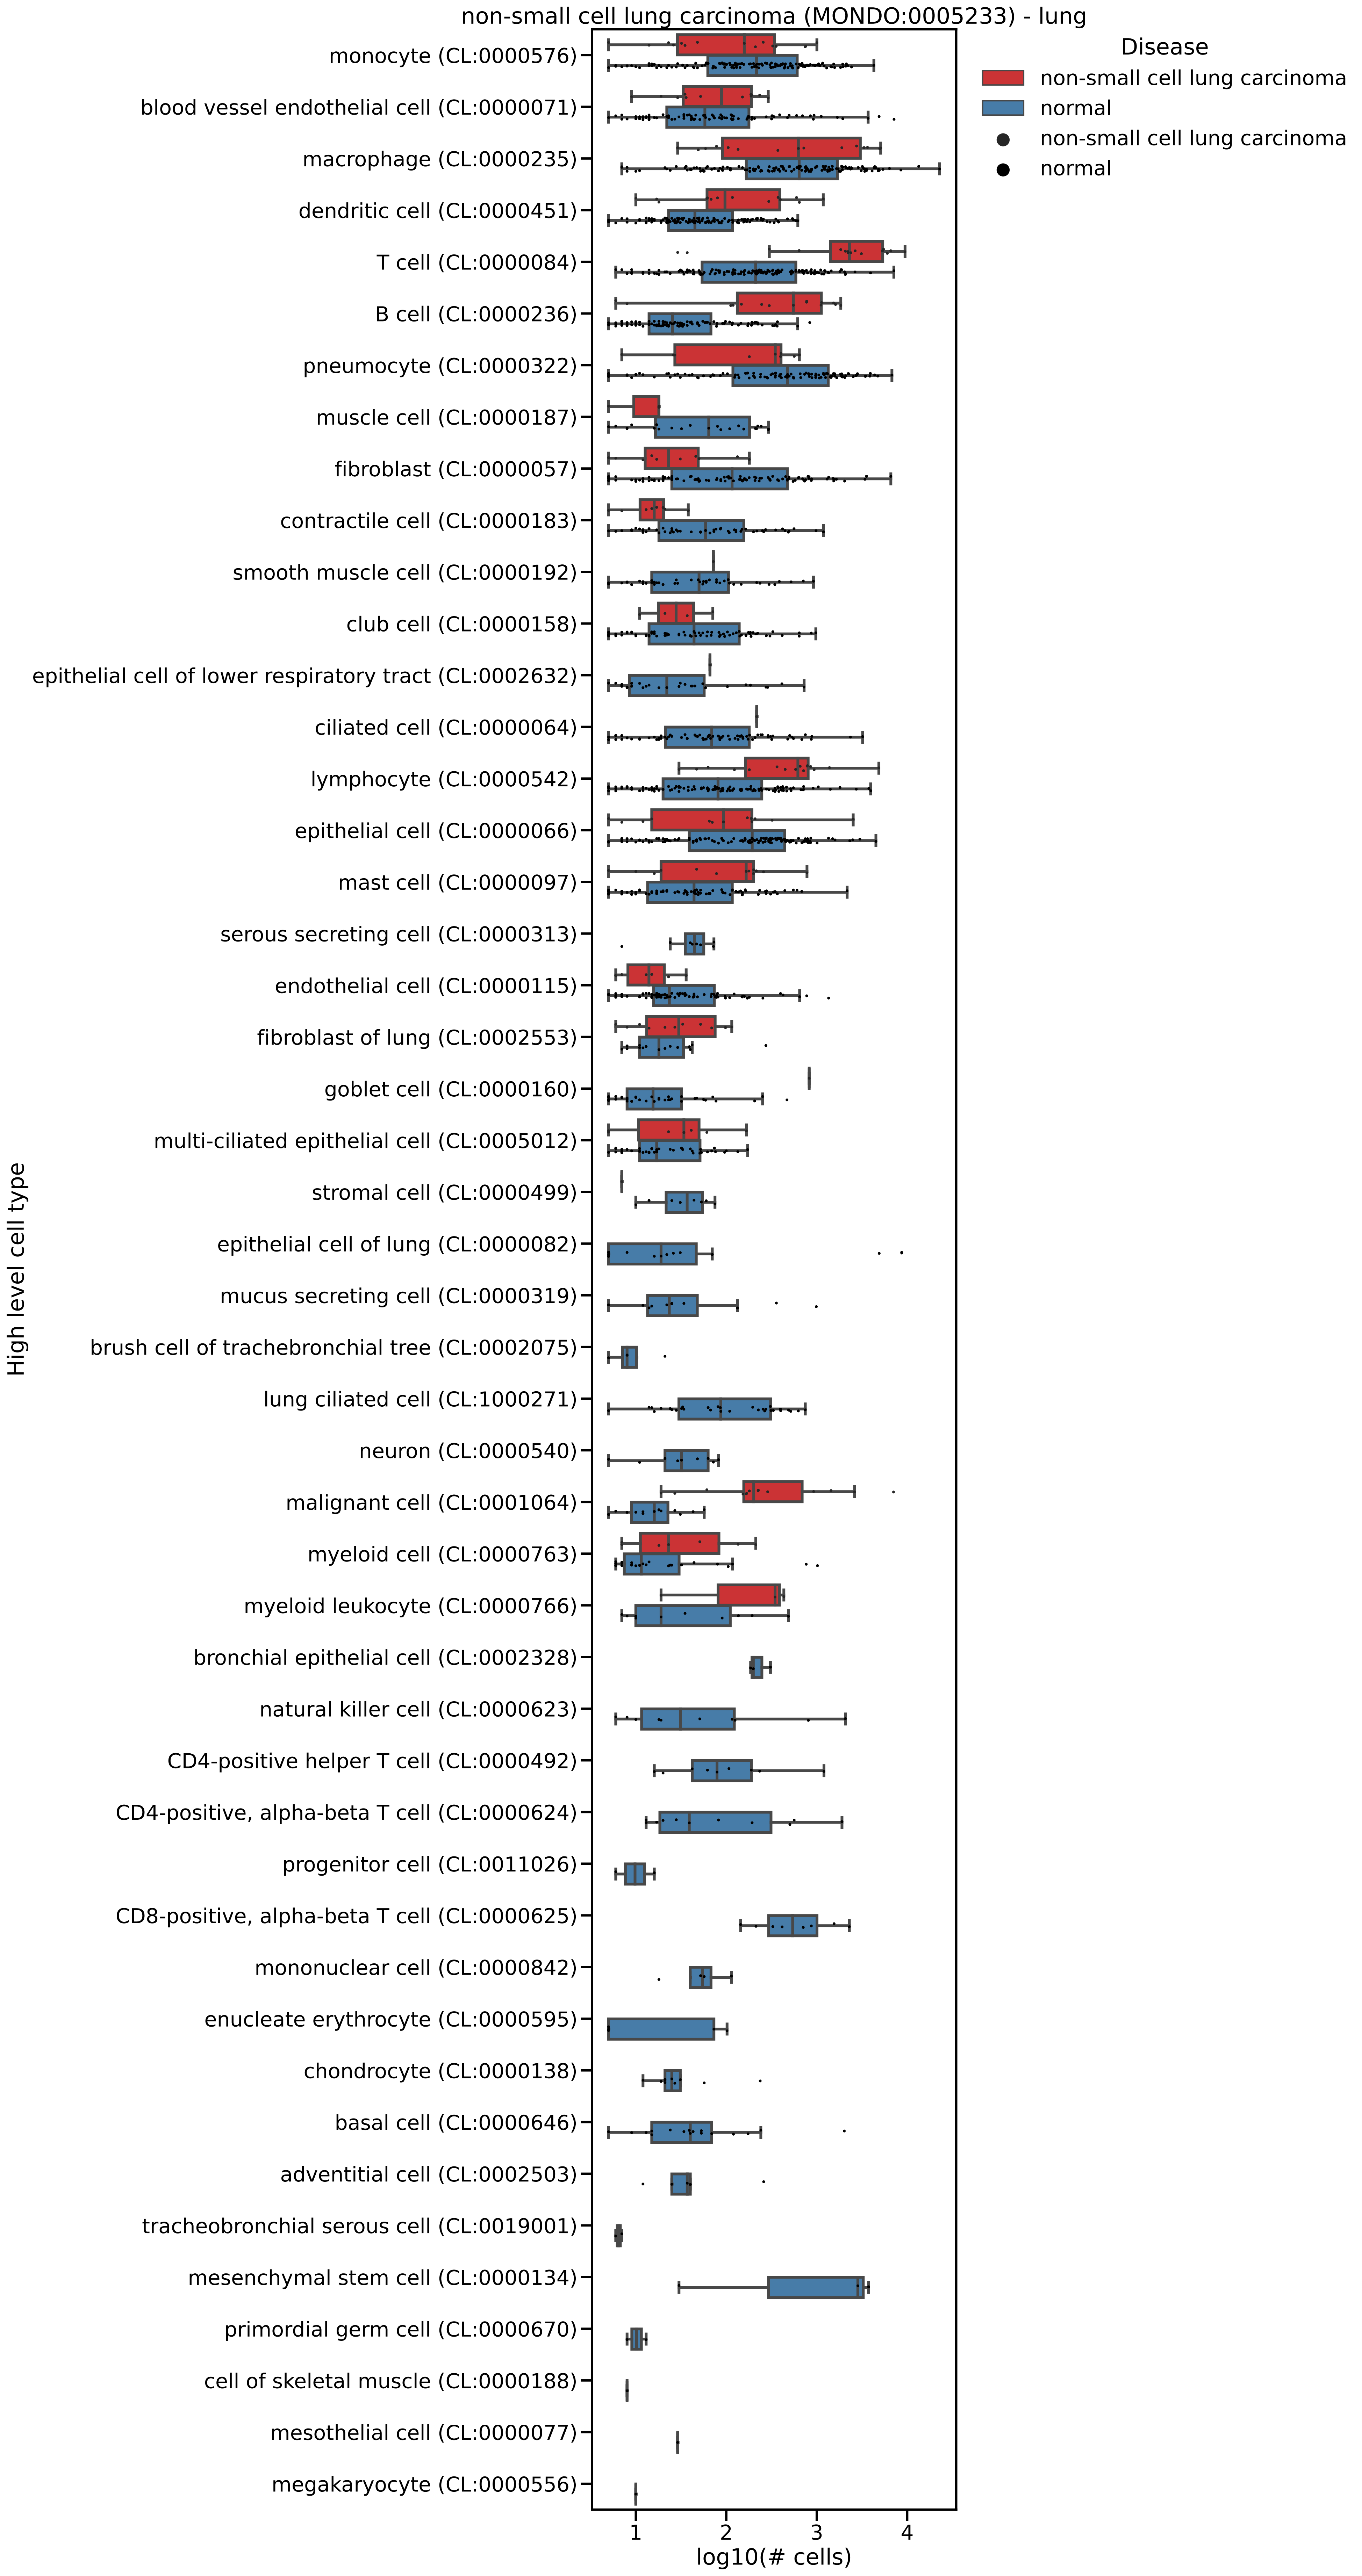 non-small cell lung carcinoma (MONDO:0005233) - lung
Disease
non-small cell lung carcinoma
normal
non-small cell lung carcinoma
normal
monocyte (CL:0000576)
blood vessel endothelial cell (CL:0000071)
macrophage (CL:0000235)
dendritic cell (CL:0000451)
T cell (CL:0000084)
B cell (CL:0000236)
pneumocyte (CL:0000322)
muscle cell (CL:0000187)
fibroblast (CL:0000057)
contractile cell (CL:0000183)
smooth muscle cell (CL:0000192)
club cell (CL:0000158)
epithelial cell of lower respiratory tract (CL:0002632)
ciliated cell (CL:0000064)
lymphocyte (CL:0000542)
epithelial cell (CL:0000066)
mast cell (CL:0000097)
serous secreting cell (CL:0000313)
endothelial cell (CL:0000115)
fibroblast of lung (CL:0002553)
goblet cell (CL:0000160)
multi-ciliated epithelial cell (CL:0005012)
stromal cell (CL:0000499)
epithelial cell of lung (CL:0000082)
mucus secreting cell (CL:0000319)
brush cell of trachebronchial tree (CL:0002075)
lung ciliated cell (CL:1000271)
neuron (CL:0000540)
malignant cell (CL:0001064)
myeloid cell (CL:0000763)
myeloid leukocyte (CL:0000766)
bronchial epithelial cell (CL:0002328)
natural killer cell (CL:0000623)
CD4-positive helper T cell (CL:0000492)
CD4-positive, alpha-beta T cell (CL:0000624)
progenitor cell (CL:0011026)
CD8-positive, alpha-beta T cell (CL:0000625)
mononuclear cell (CL:0000842)
enucleate erythrocyte (CL:0000595)
chondrocyte (CL:0000138)
basal cell (CL:0000646)
adventitial cell (CL:0002503)
tracheobronchial serous cell (CL:0019001)
mesenchymal stem cell (CL:0000134)
primordial germ cell (CL:0000670)
cell of skeletal muscle (CL:0000188)
mesothelial cell (CL:0000077)
megakaryocyte (CL:0000556)
High level cell type
1 2 3 4
log10(# cells)